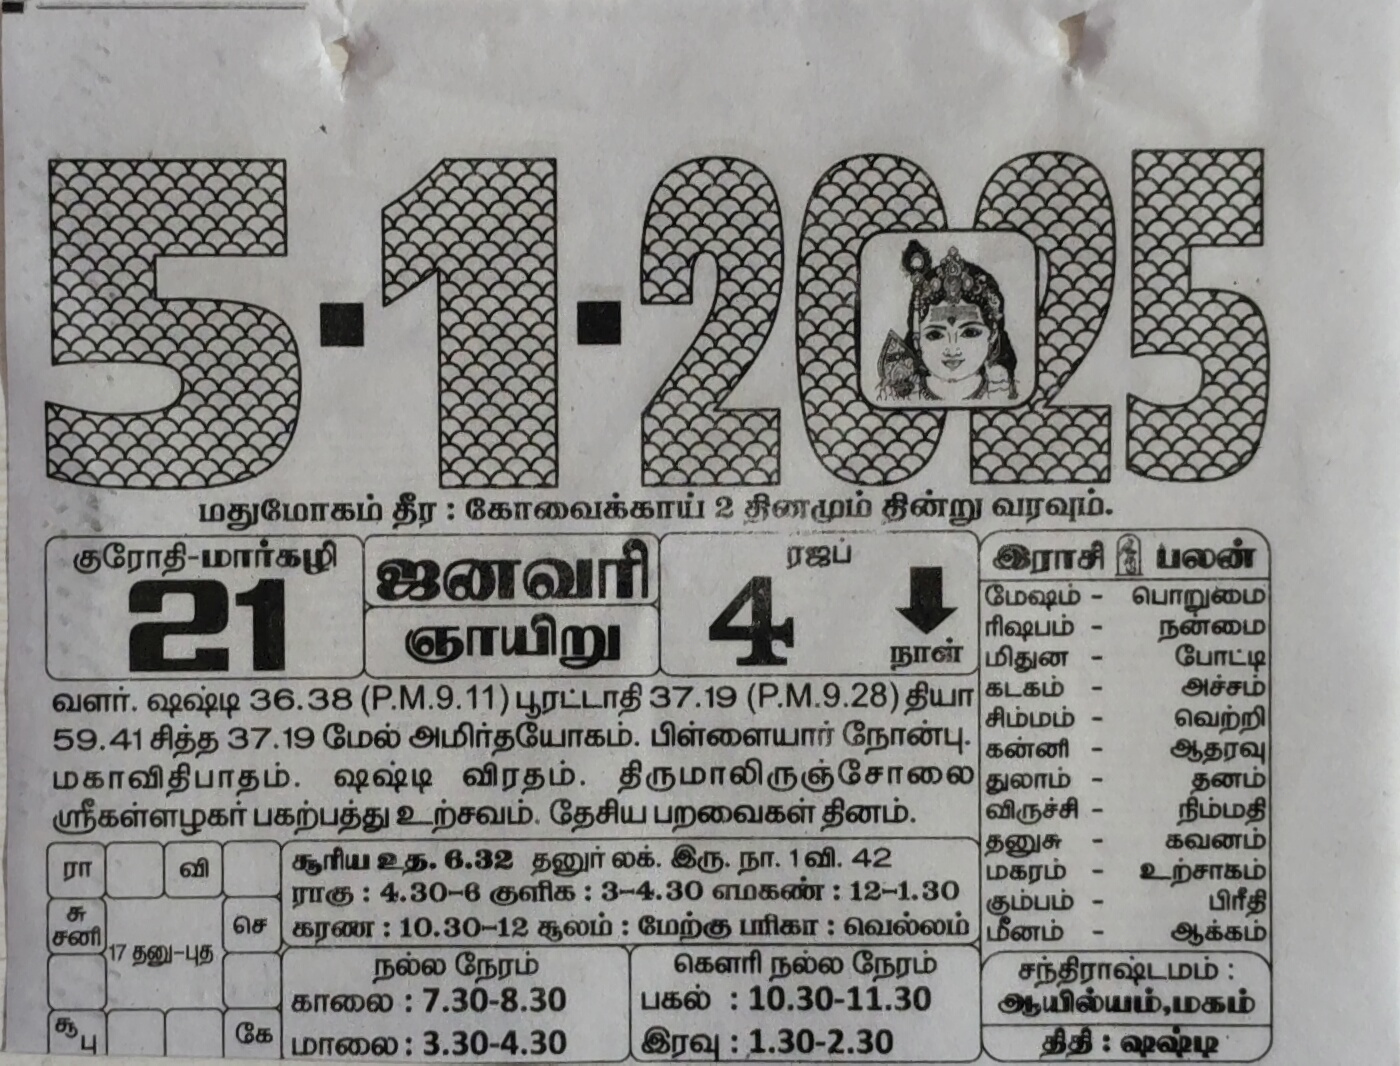 5.1.2025
மதுமோகம் தீர : கோவைக்காய் 2 தினமும் தின்று வரவும்.
குரோதி-மார்கழி
21
ஜனவரி
ஞாயிறு
ரஜப்
4
நாள்
வளர். ஷஷ்டி 36.38 (P.M.9.11) பூரட்டாதி 37.19 (P.M.9.28) தியா
59.41 சித்த 37.19 மேல் அமிர்தயோகம். பிள்ளையார் நோன்பு.
மகாவிதிபாதம். ஷஷ்டி விரதம். திருமாலிருஞ்சோலை
ஸ்ரீகள்ளழகர் பகற்பத்து உற்சவம். தேசிய பறவைகள் தினம்.
இராசி பலன்
மேஷம் - பொறுமை
ரிஷபம் - நன்மை
மிதுன - போட்டி
கடகம் - அச்சம்
சிம்மம் - வெற்றி
கன்னி - ஆதரவு
துலாம் - தனம்
விருச்சி - நிம்மதி
தனுசு - கவனம்
மகரம் - உற்சாகம்
கும்பம் - பிரீதி
மீனம் - ஆக்கம்
ரா வி
சு
சனி
செ
17 தனு-புத
சூ
பு
கே
சூரிய உத. 6.32 தனுர் லக். இரு. நா. 1 வி. 42
ராகு : 4.30-6 குளிக : 3-4.30 எமகண் : 12-1.30
கரண : 10.30-12 சூலம் : மேற்கு பரிகா : வெல்லம்
நல்ல நேரம்
காலை : 7.30-8.30
மாலை : 3.30-4.30
கௌரி நல்ல நேரம்
பகல் : 10.30-11.30
இரவு : 1.30-2.30
சந்திராஷ்டமம் :
ஆயில்யம்,மகம்
திதி : ஷஷ்டி